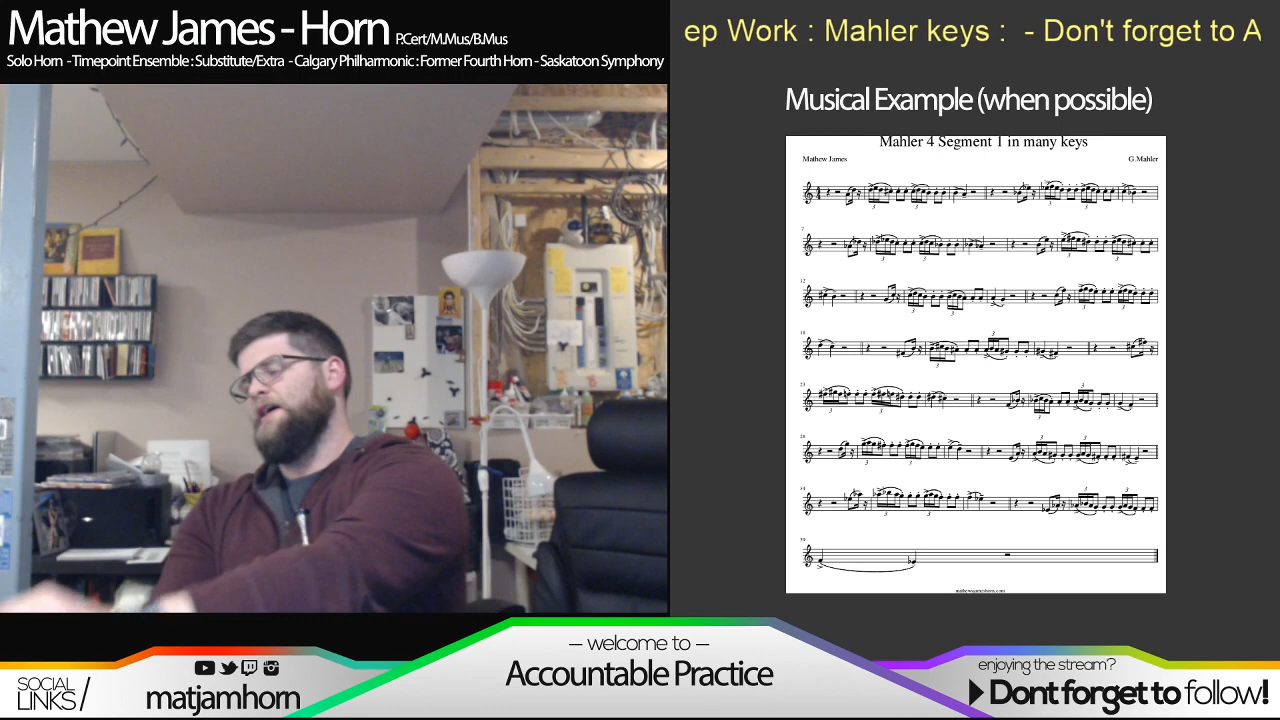 Mathew James - Horn P.Cert/M.Mus/B.Mus
Solo Horn - Timepoint Ensemble : Substitute/Extra - Calgary Philharmonic : Former Fourth Horn - Saskatoon Symphony
ep Work : Mahler keys : - Don't forget to A
Musical Example (when possible)
Mahler 4 Segment 1 in many keys
Mathew James
G.Mahler
SOCIAL
LINKS
matjamhorn
– welcome to –
Accountable Practice
enjoying the stream?
Dont forget to follow!